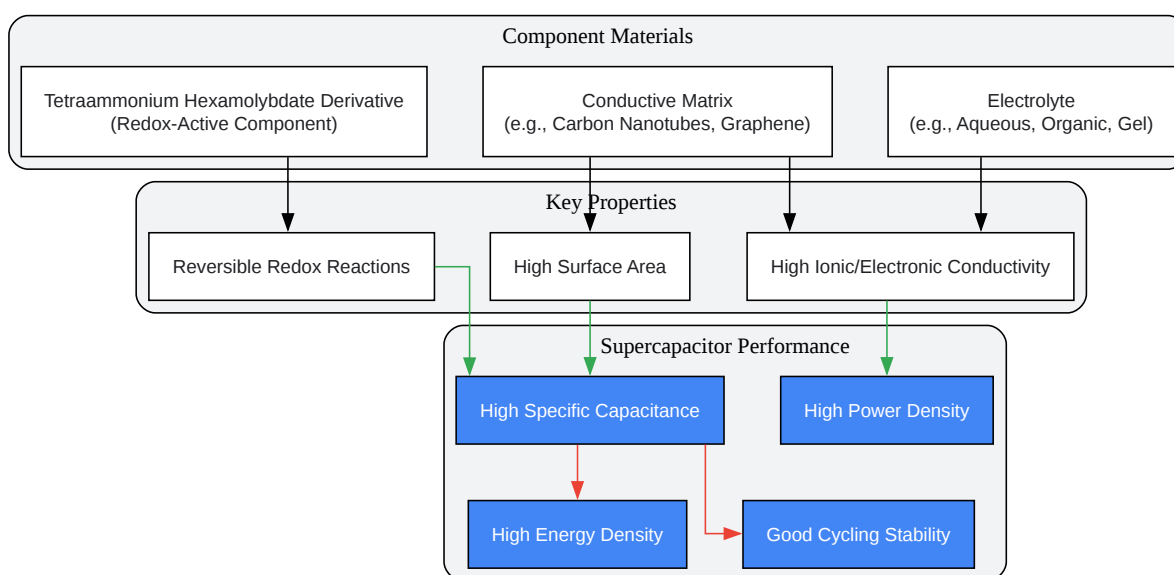 Component Materials
Tetraammonium Hexamolybdate Derivative
(Redox-Active Component)
Conductive Matrix
(e.g., Carbon Nanotubes, Graphene)
Electrolyte
(e.g., Aqueous, Organic, Gel)
Key Properties
Reversible Redox Reactions
High Surface Area
High Ionic/Electronic Conductivity
Supercapacitor Performance
High Specific Capacitance
High Power Density
High Energy Density
Good Cycling Stability